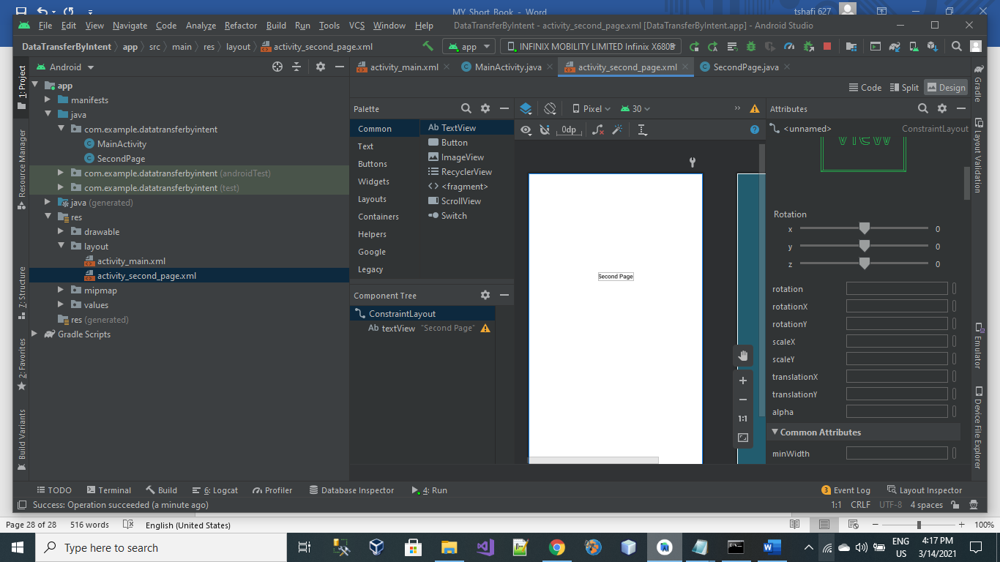 MY_Short_Book - Word
tshafi 627
File Edit View Navigate Code Analyze Refactor Build Run Tools VCS Window Help DataTransferByIntent - activity_second_page.xml [DataTransferByIntent.app] - Android Studio
DataTransferByIntent app src main res layout activity_second_page.xml app INFINIX MOBILITY LIMITED Infinix X680B
1: Project
Resource Manager
7: Structure
2: Favorites
Build Variants
Android
app
manifests
java
com.example.datatransferbyintent
MainActivity
SecondPage
com.example.datatransferbyintent (androidTest)
com.example.datatransferbyintent (test)
java (generated)
res
drawable
layout
activity_main.xml
activity_second_page.xml
mipmap
values
res (generated)
Gradle Scripts
activity_main.xml MainActivity.java activity_second_page.xml SecondPage.java
Code Split Design
Palette
Common
Text
Buttons
Widgets
Layouts
Containers
Helpers
Google
Legacy
Ab TextView
Button
ImageView
RecyclerView
<fragment>
ScrollView
Switch
Component Tree
ConstraintLayout
Ab textView "Second Page"
Pixel 30
0dp
Second Page
1:1
Attributes
<unnamed> ConstraintLayout
View
Rotation
x 0
y 0
z 0
rotation
rotationX
rotationY
scaleX
scaleY
translationX
translationY
alpha
Common Attributes
minWidth
Gradle
Layout Validation
Emulator
Device File Explorer
TODO Terminal Build 6: Logcat Profiler Database Inspector 4: Run 3 Event Log Layout Inspector
Success: Operation succeeded (a minute ago) 1:1 CRLF UTF-8 4 spaces
Page 28 of 28 516 words English (United States) 100%
Type here to search
ENG
US
4:17 PM
3/14/2021